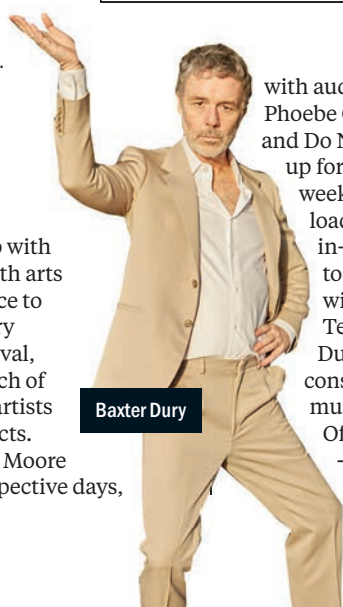 with
th arts
ce to
ry
val,
ch of
artists
cts.
Moore
pective days,
Baxter Dury
with aud
Phoebe
and Do N
up for
week
load
in-
to
wi
Te
Du
cons
mu
Of